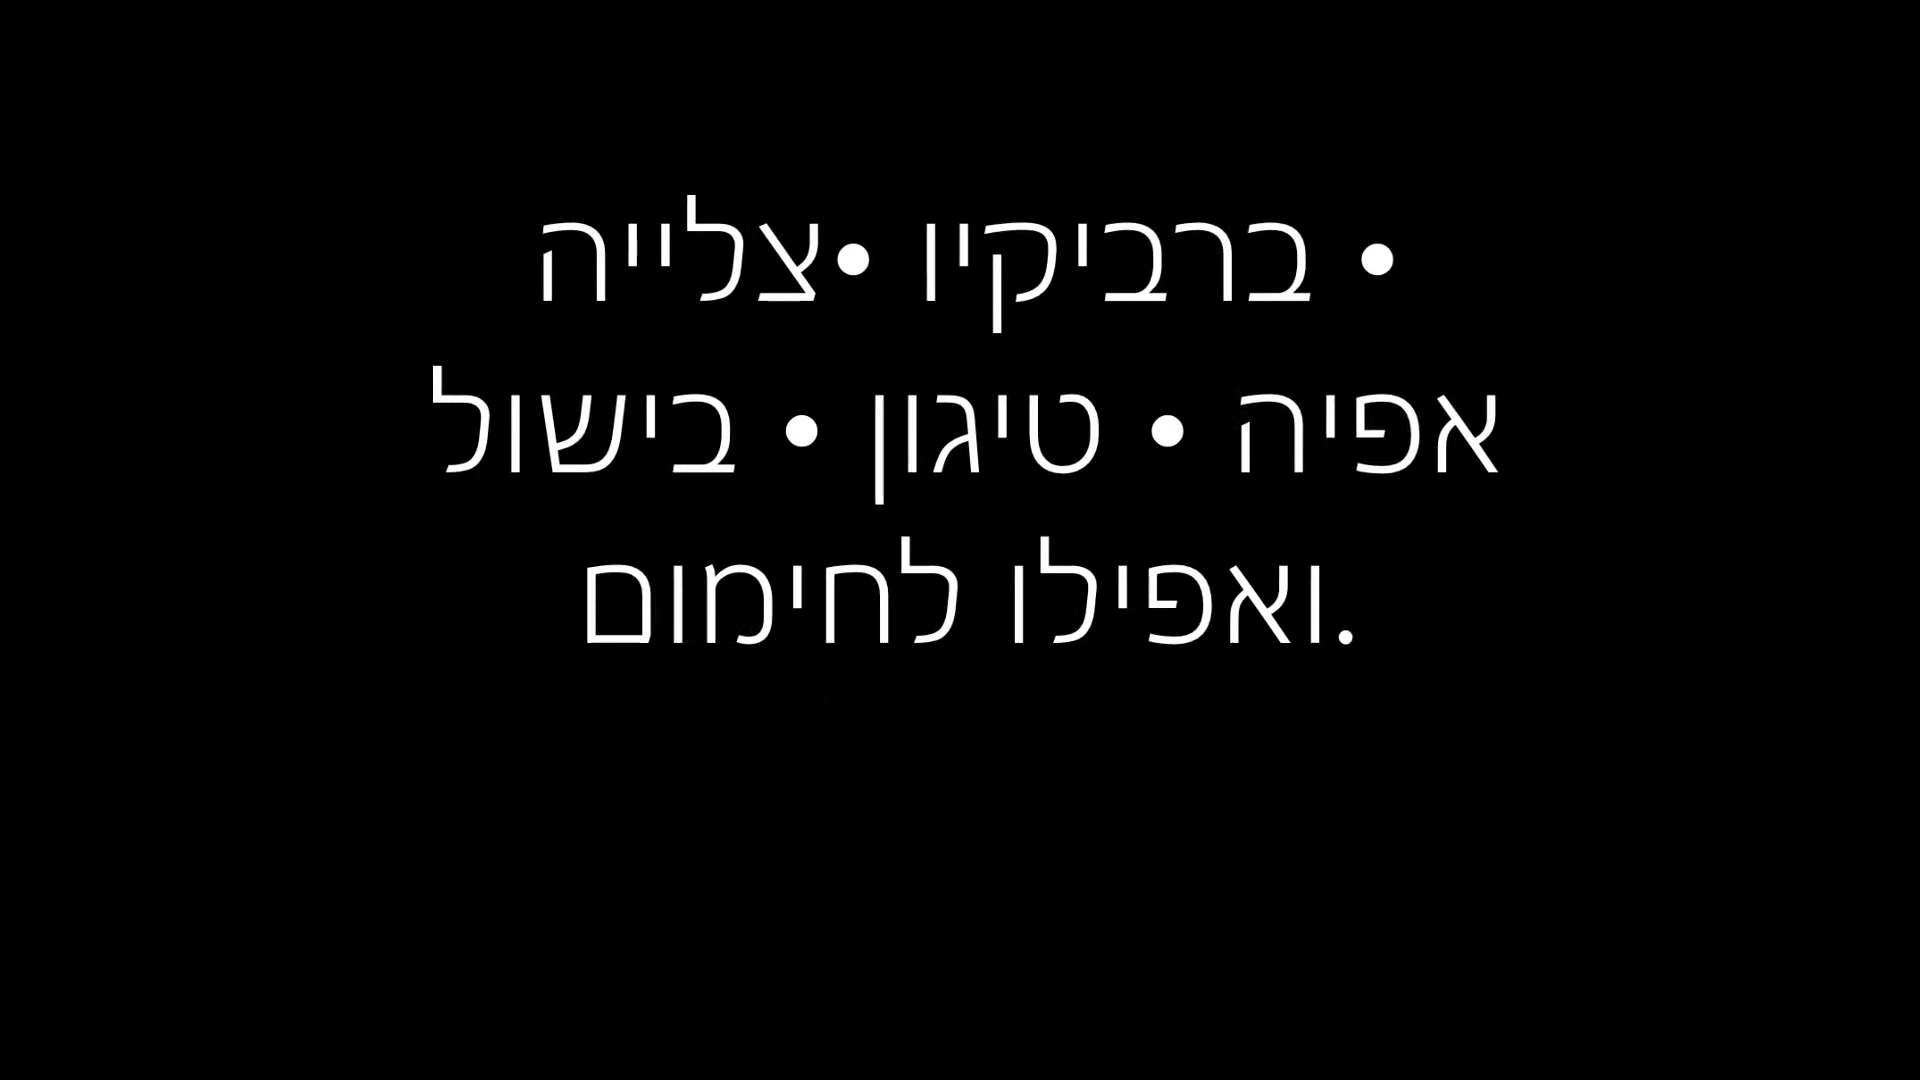 • ברביקיו •צלייה
אפיה • טיגון • בישול
.ואפילו לחימום